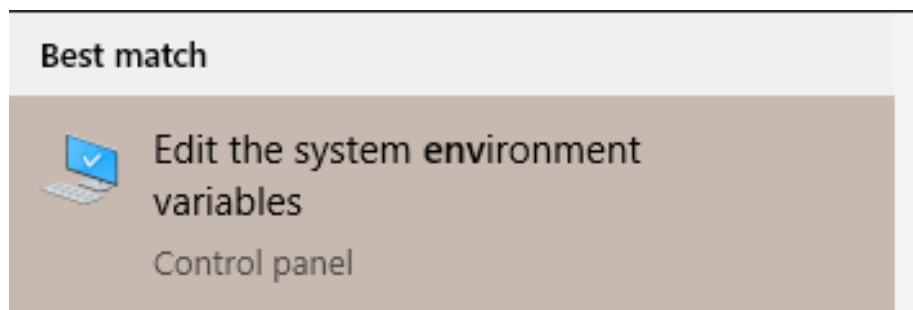 Best match
Edit the system environment
variables
Control panel